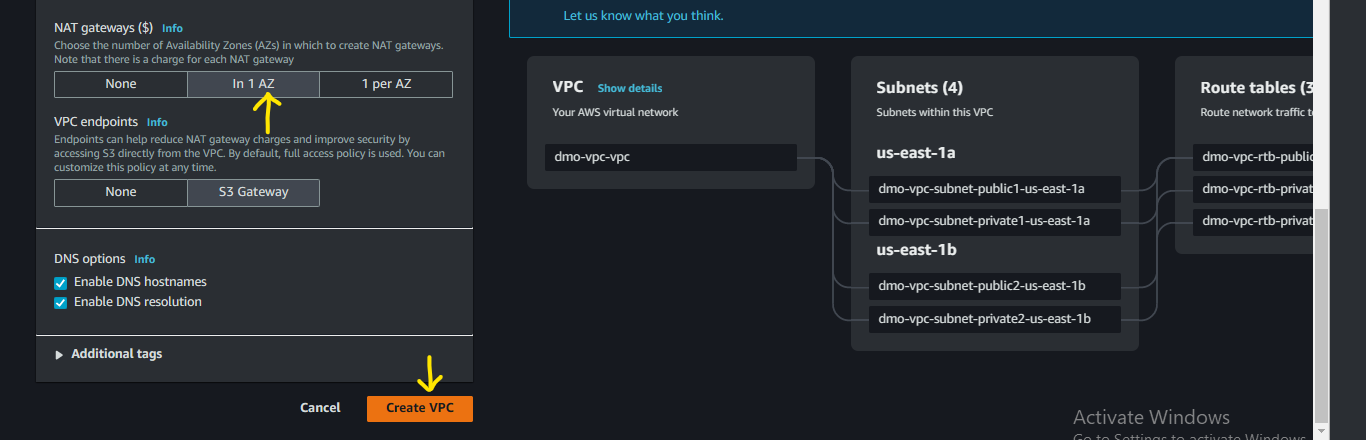 NAT gateways ($) Info
Choose the number of Availability Zones (AZs) in which to create NAT gateways.
Note that there is a charge for each NAT gateway
None
In 1 AZ
1 per AZ
VPC endpoints Info
Endpoints can help reduce NAT gateway charges and improve security by
accessing S3 directly from the VPC. By default, full access policy is used. You can
customize this policy at any time.
None
S3 Gateway
DNS options Info
Enable DNS hostnames
Enable DNS resolution
Additional tags
Cancel
Create VPC
Let us know what you think.
VPC Show details
Your AWS virtual network
dmo-vpc-vpc
Subnets (4)
Subnets within this VPC
us-east-1a
dmo-vpc-subnet-public1-us-east-1a
dmo-vpc-subnet-private1-us-east-1a
us-east-1b
dmo-vpc-subnet-public2-us-east-1b
dmo-vpc-subnet-private2-us-east-1b
Route tables (3
Route network traffic t
dmo-vpc-rtb-public
dmo-vpc-rtb-privat
dmo-vpc-rtb-privat
Activate Windows
Go to Settings to activate Windows